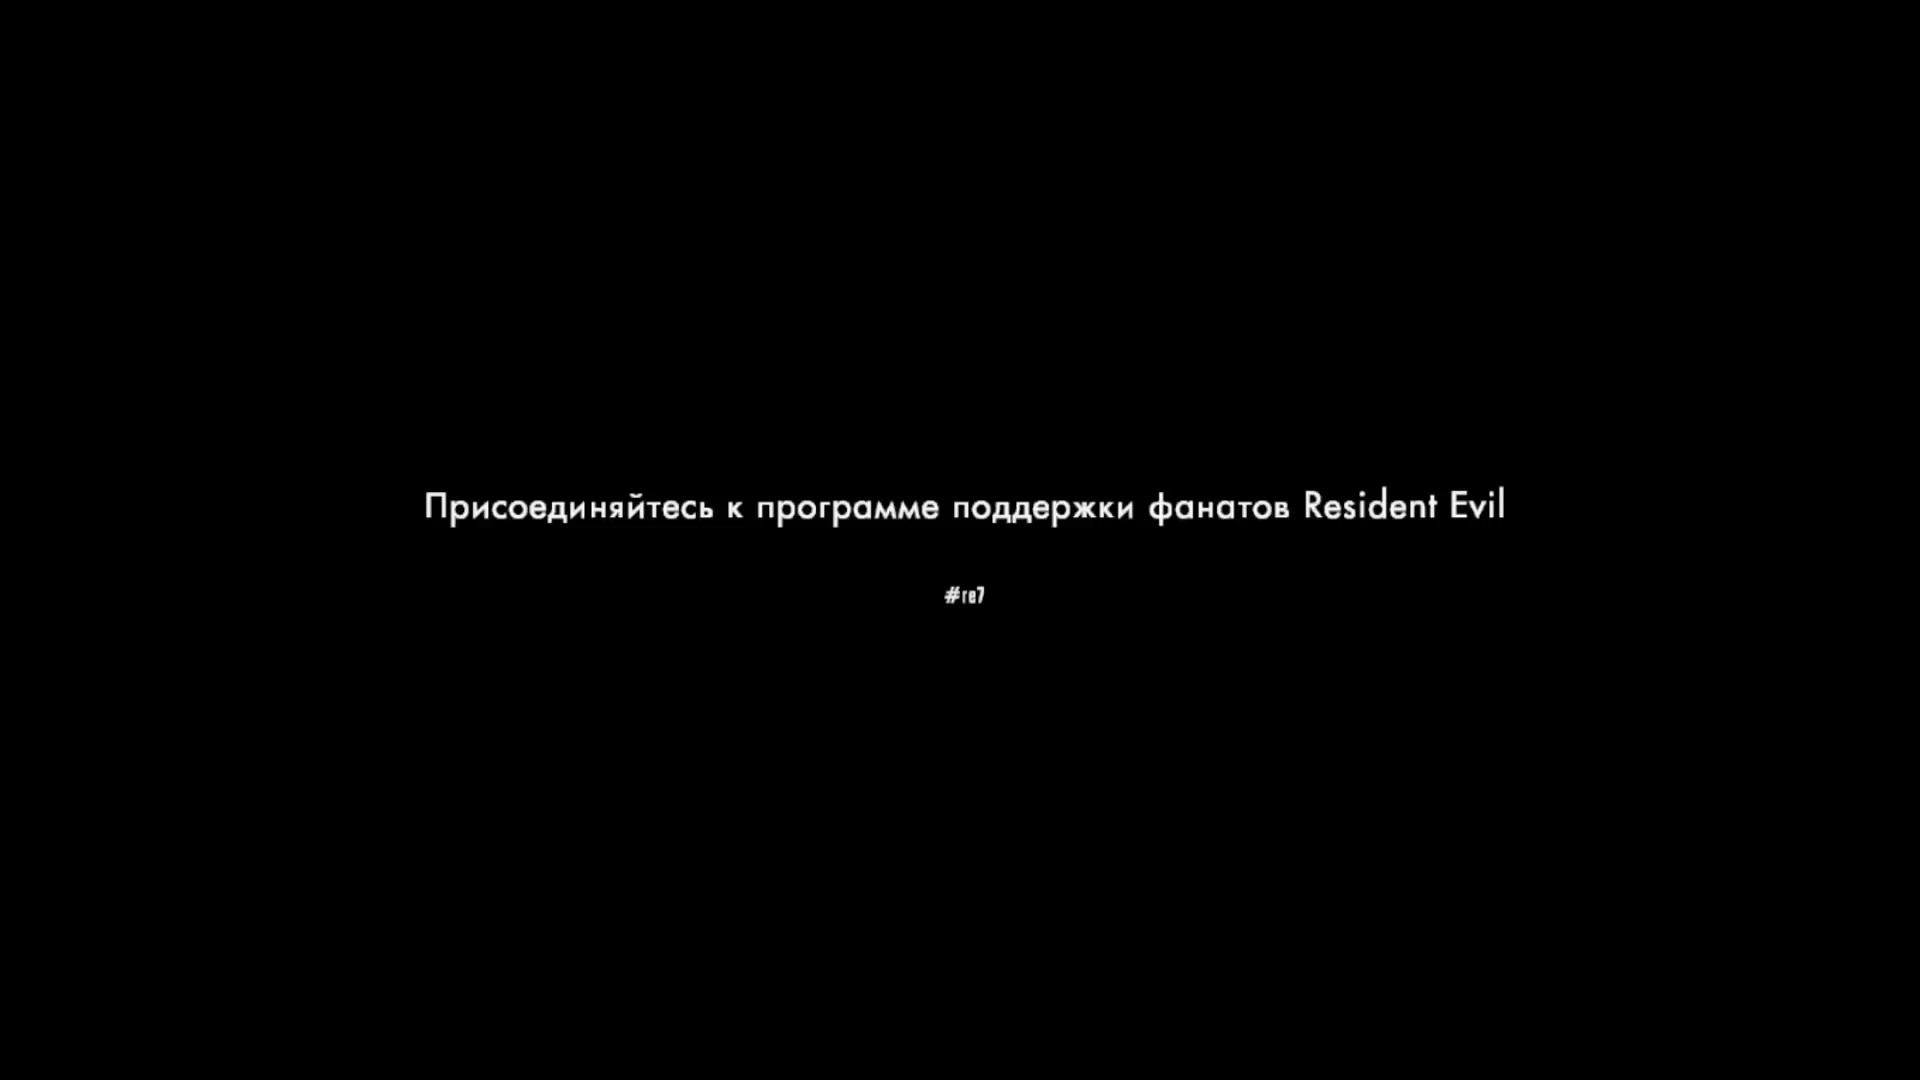 Присоединяйтесь к программе поддержки фанатов Resident Evil
#re7